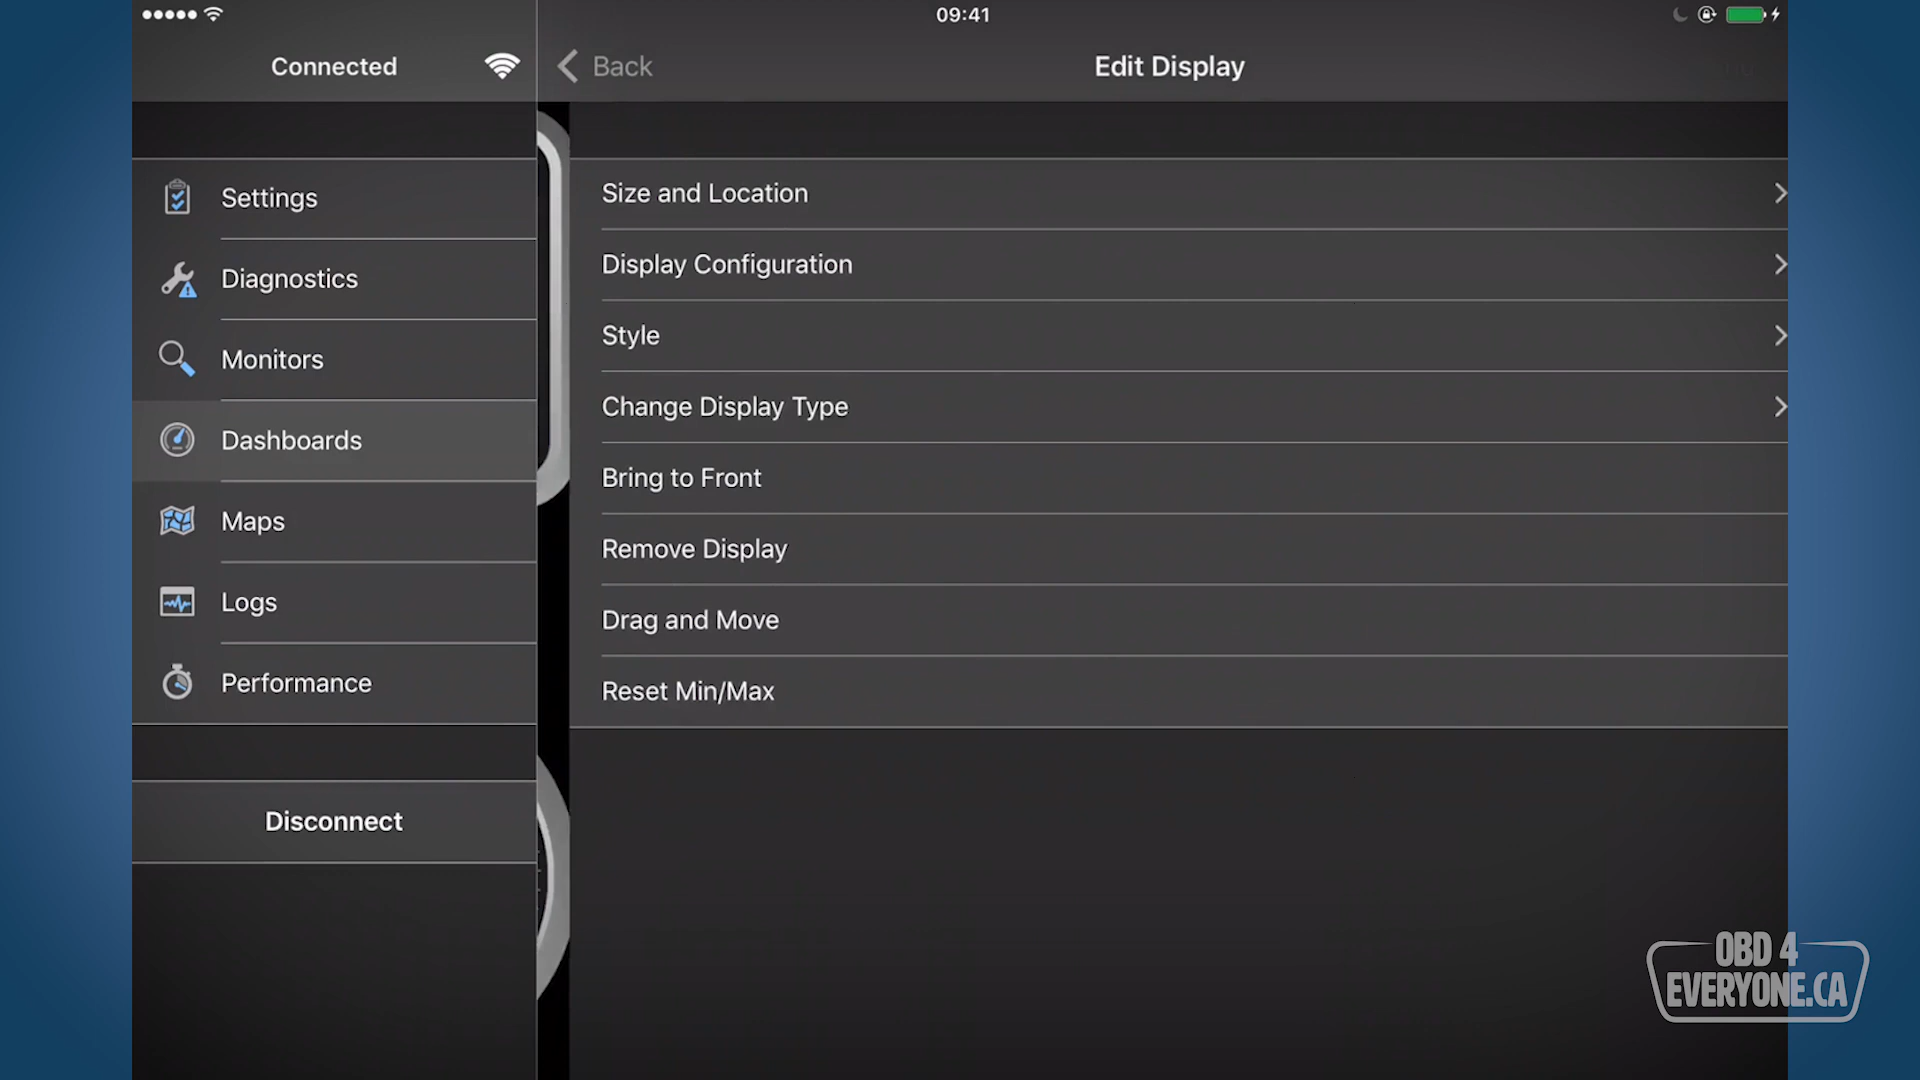 09:41
Connected
Back
Edit Display
Settings
Diagnostics
Monitors
Dashboards
Maps
Logs
Performance
Disconnect
Size and Location
Display Configuration
Style
Change Display Type
Bring to Front
Remove Display
Drag and Move
Reset Min/Max
OBD 4
EVERYONE.CA